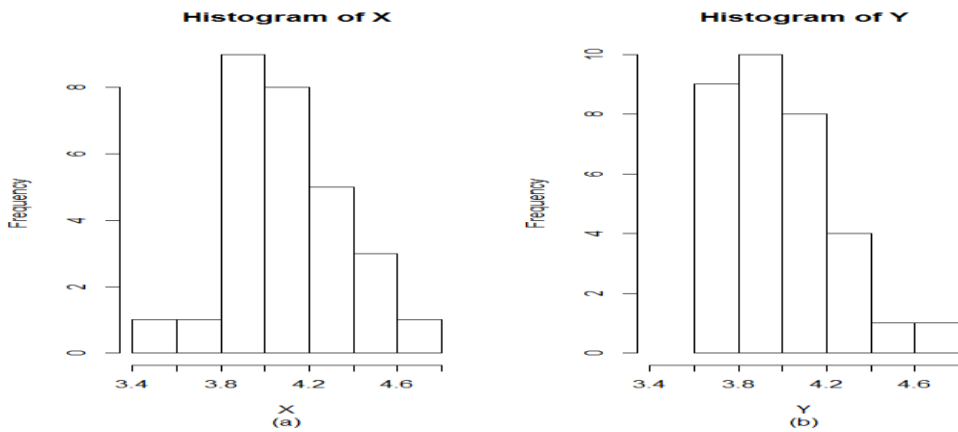 Histogram of X
Frequency
0 2 4 6 8
3.4 3.8 4.2 4.6
X
(a)
Histogram of Y
Frequency
0 2 4 6 8 10
3.4 3.8 4.2 4.6
Y
(b)